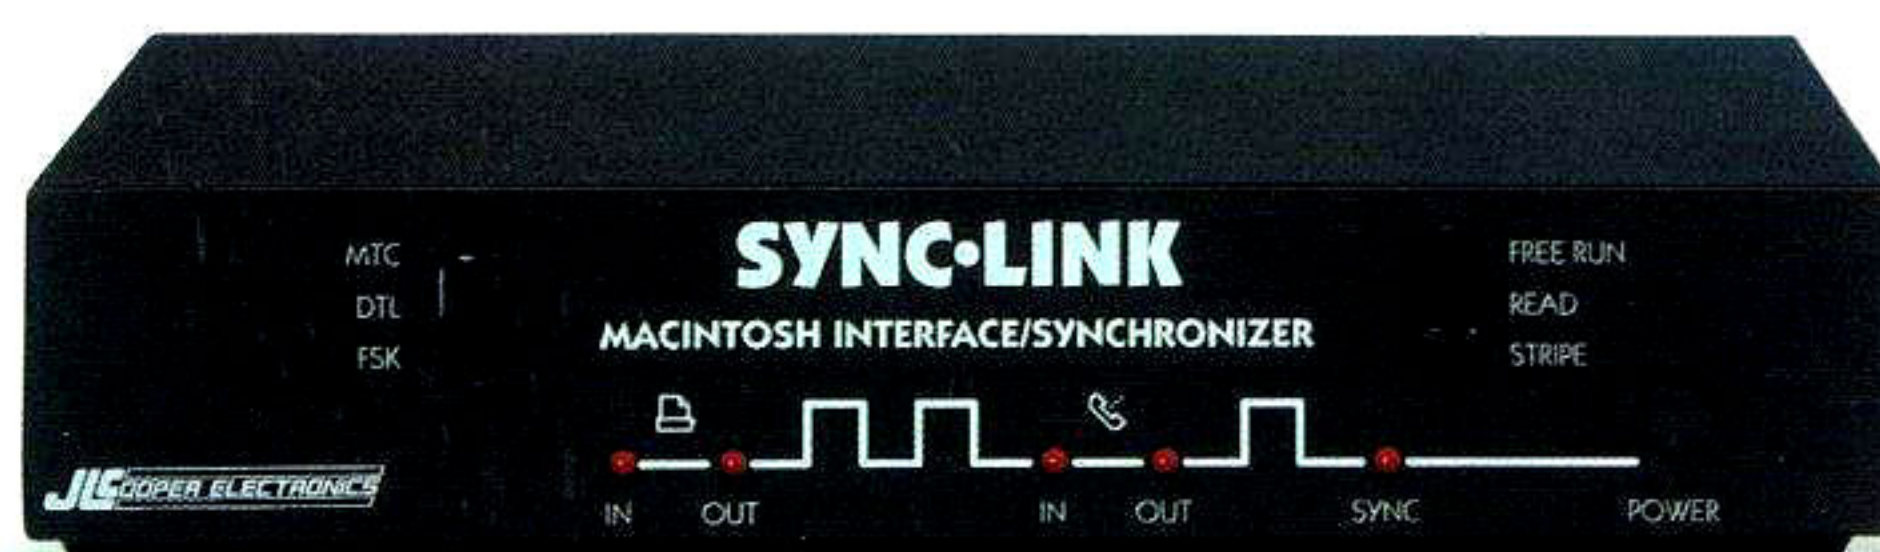 SYNC•LINK
MACINTOSH INTERFACE/SYNCHRONIZER
MTC
DTL
FSK
FREE RUN
READ
STRIPE
JLCOOPER ELECTRONICS
IN OUT IN OUT SYNC POWER